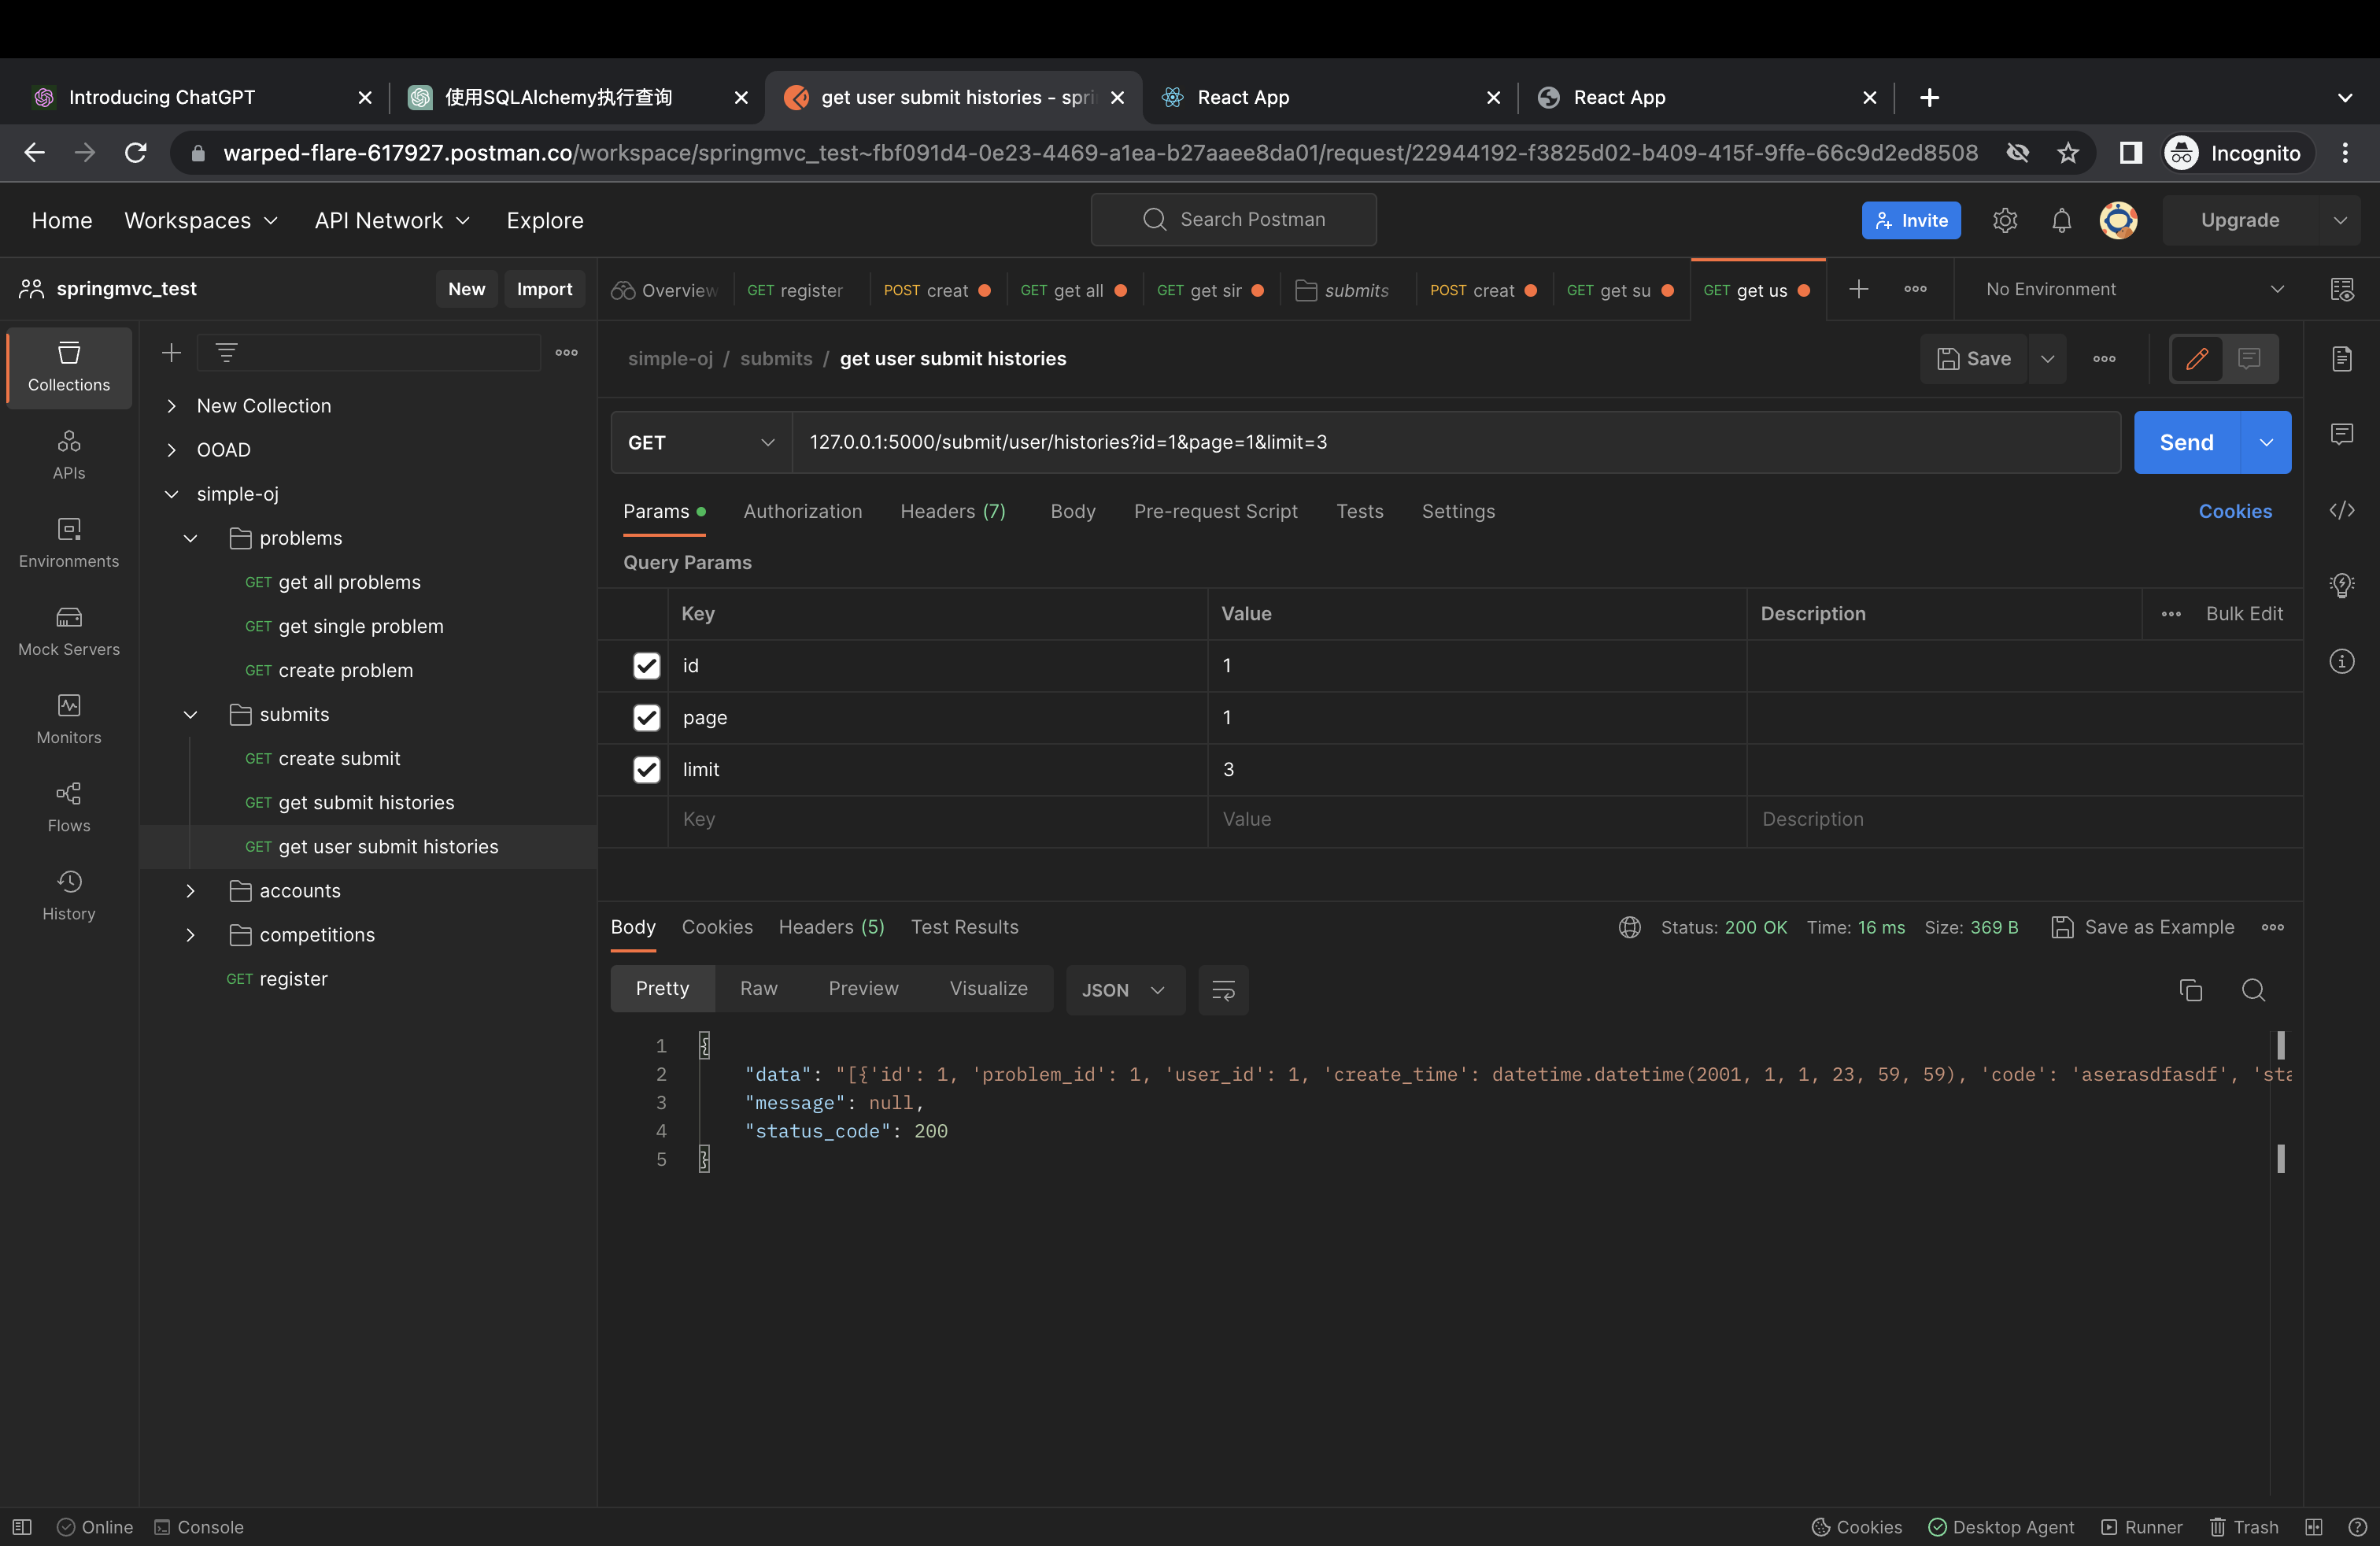 Introducing ChatGPT
使用SQLAlchemy执行查询
get user submit histories - spri
React App
React App
warped-flare-617927.postman.co/workspace/springmvc_test~fbf091d4-0e23-4469-a1ea-b27aaee8da01/request/22944192-f3825d02-b409-415f-9ffe-66c9d2ed8508
Incognito
Home
Workspaces
API Network
Explore
Search Postman
Invite
Upgrade
springmvc_test
New
Import
Overview
GET register
POST creat
GET get all
GET get sir
submits
POST creat
GET get su
GET get us
No Environment
Collections
APIs
Environments
Mock Servers
Monitors
Flows
History
New Collection
OOAD
simple-oj
problems
GET get all problems
GET get single problem
GET create problem
submits
GET create submit
GET get submit histories
GET get user submit histories
accounts
competitions
GET register
simple-oj / submits / get user submit histories
Save
GET
127.0.0.1:5000/submit/user/histories?id=1&page=1&limit=3
Send
Params
Authorization
Headers (7)
Body
Pre-request Script
Tests
Settings
Cookies
Query Params
Key Value Description Bulk Edit
id 1
page 1
limit 3
Key Value Description
Body
Cookies
Headers (5)
Test Results
Status: 200 OK
Time: 16 ms
Size: 369 B
Save as Example
Pretty
Raw
Preview
Visualize
JSON
1 {
2 "data": "[{'id': 1, 'problem_id': 1, 'user_id': 1, 'create_time': datetime.datetime(2001, 1, 1, 23, 59, 59), 'code': 'aserasdfasdf', 'sta
3 "message": null,
4 "status_code": 200
5 }
Online
Console
Cookies
Desktop Agent
Runner
Trash